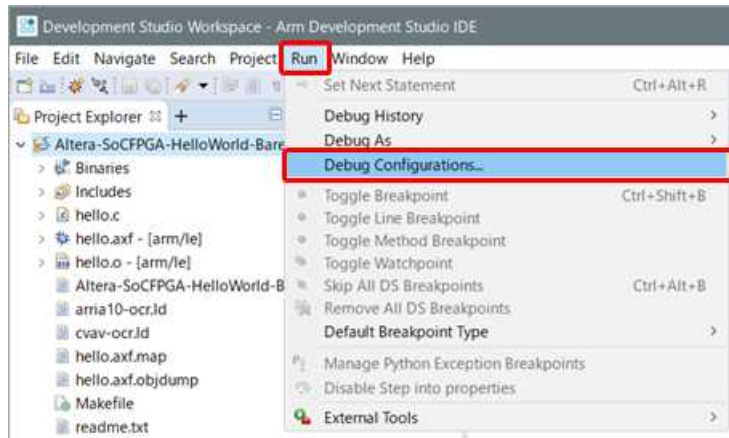 Development Studio Workspace - Arm Development Studio IDE
File Edit Navigate Search Project Run Window Help
Set Next Statement Ctrl+Alt+R
Project Explorer
Debug History
Altera-SoCFPGA-HelloWorld-Bare
Debug As
Binaries
Debug Configurations...
Includes
Toggle Breakpoint Ctrl+Shift+B
hello.c
Toggle Line Breakpoint
hello.axf - [arm/le]
Toggle Method Breakpoint
hello.o - [arm/le]
Toggle Watchpoint
Altera-SoCFPGA-HelloWorld-B
Skip All DS Breakpoints Ctrl+Alt+B
arria10-ocr.ld
Remove All DS Breakpoints
cvav-ocr.ld
Default Breakpoint Type
hello.axf.map
Manage Python Exception Breakpoints
hello.axf.objdump
Disable Step into properties
Makefile
External Tools
readme.txt